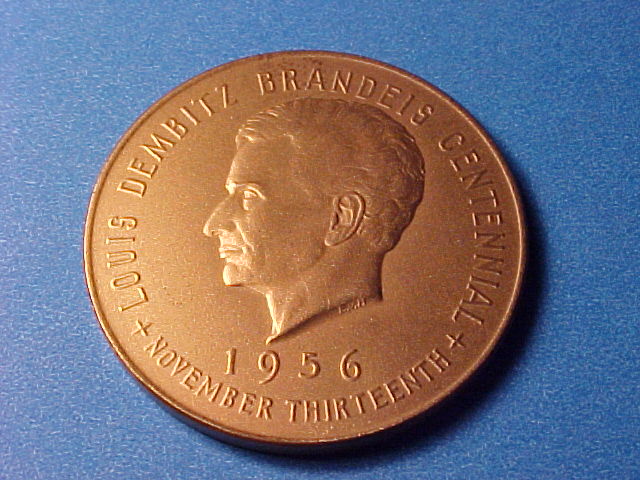 LOUIS DEMBITZ BRANDEIS CENTENNIAL
1956
+ NOVEMBER THIRTEENTH +